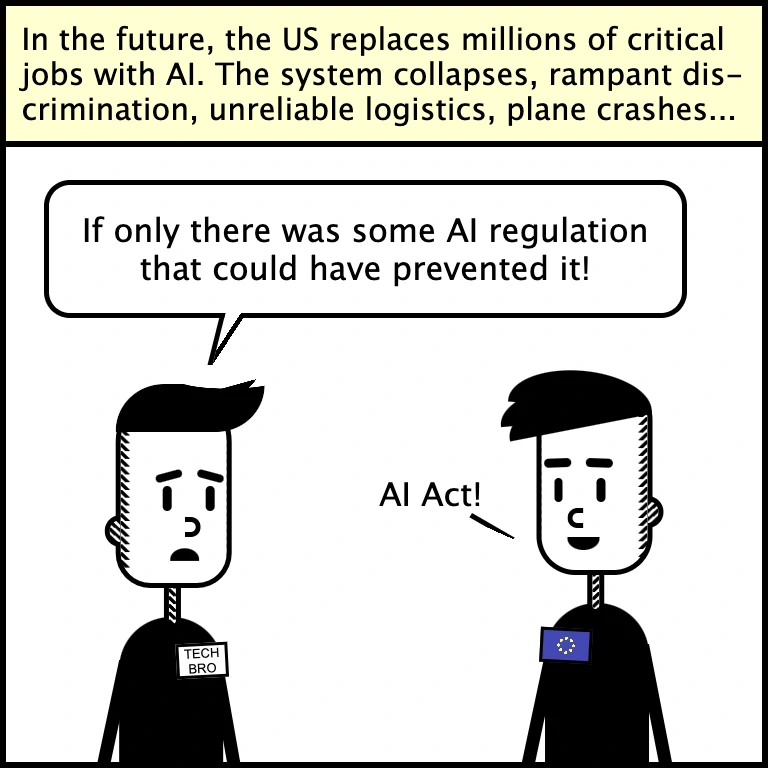 In the future, the US replaces millions of critical
jobs with AI. The system collapses, rampant dis-
crimination, unreliable logistics, plane crashes...
If only there was some AI regulation
that could have prevented it!
AI Act!
TECH
BRO